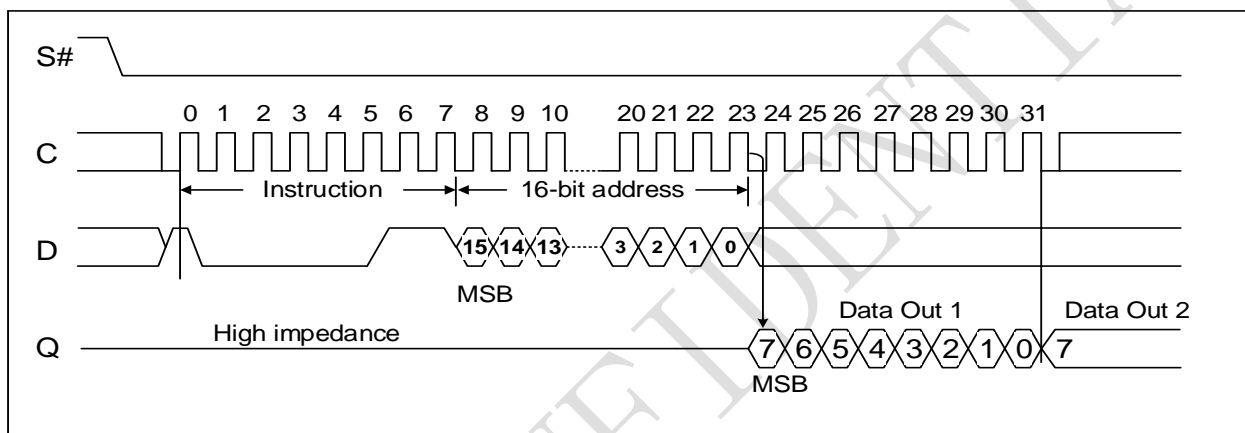 S#
0 1 2 3 4 5 6 7 8 9 10 20 21 22 23 24 25 26 27 28 29 30 31
C
Instruction 16-bit address
D 15 14 13 3 2 1 0
MSB
Data Out 1 Data Out 2
High impedance
Q 7 6 5 4 3 2 1 0 7
MSB